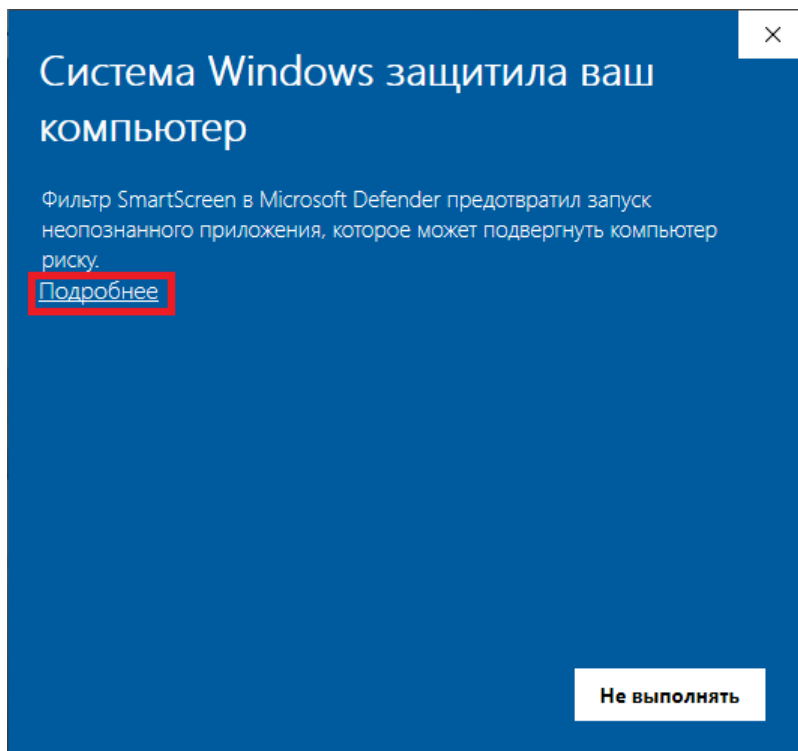 Система Windows защитила ваш
компьютер
Фильтр SmartScreen в Microsoft Defender предотвратил запуск
неопознанного приложения, которое может подвергнуть компьютер
риску.
Подробнее
Не выполнять